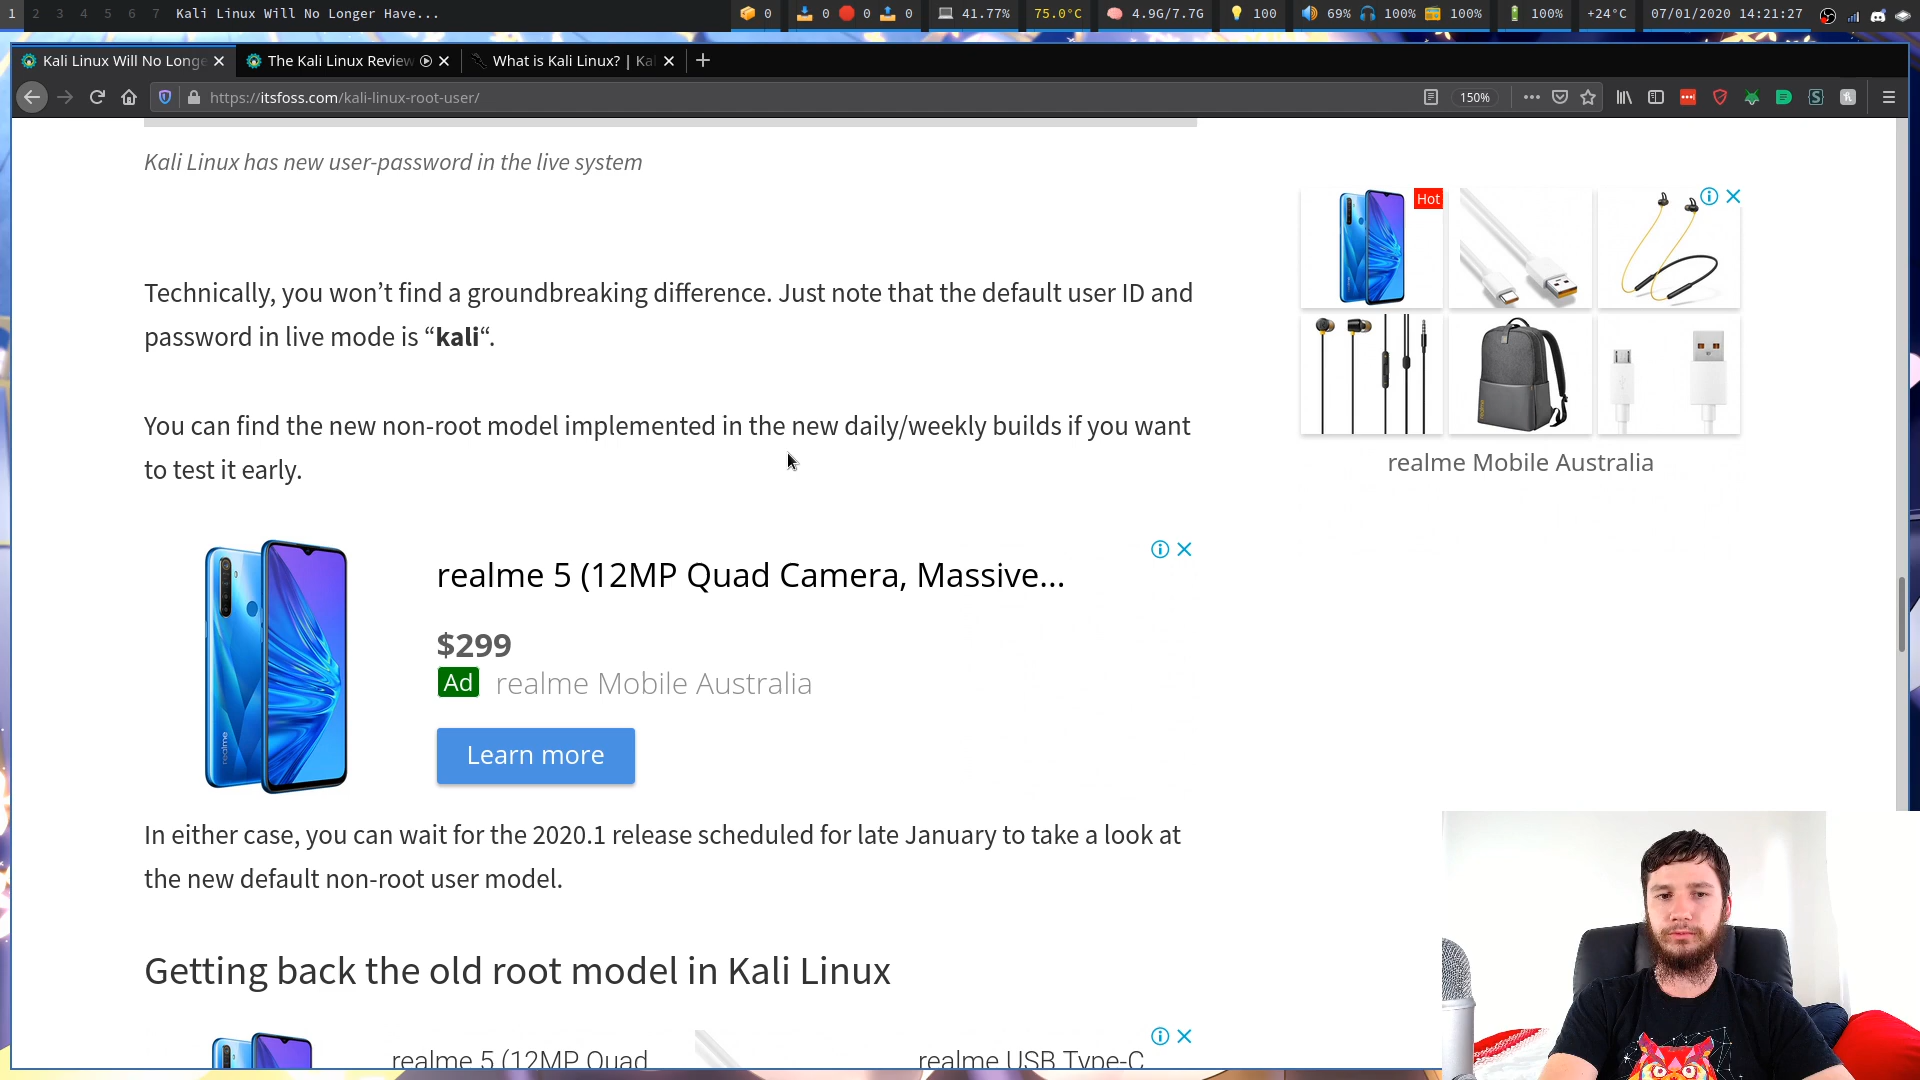 1 2 3 4 5 6 7 Kali Linux Will No Longer Have... 0 0 0 0 41.77% 75.0°C 4.9G/7.7G 100 69% 100% 100% 100% +24°C 07/01/2020 14:21:27
Kali Linux Will No Longe The Kali Linux Review What is Kali Linux? | Kal
https://itsfoss.com/kali-linux-root-user/ 150%
Kali Linux has new user-password in the live system
Hot
Technically, you won’t find a groundbreaking difference. Just note that the default user ID and
password in live mode is “kali“.
You can find the new non-root model implemented in the new daily/weekly builds if you want
to test it early.
realme Mobile Australia
realme 5 (12MP Quad Camera, Massive...
$299
Ad realme Mobile Australia
Learn more
realme
In either case, you can wait for the 2020.1 release scheduled for late January to take a look at
the new default non-root user model.
Getting back the old root model in Kali Linux
realme 5 (12MP Quad realme USB Type-C